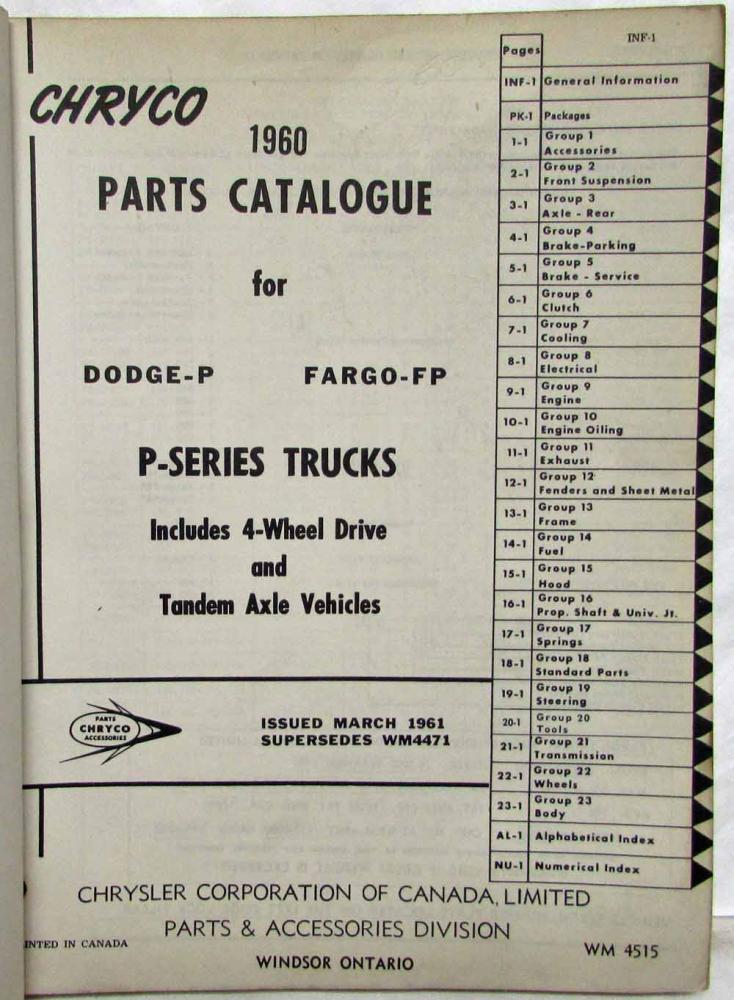 INF-1
CHRYCO
1960
PARTS CATALOGUE
for
DODGE-P FARGO-FP
P-SERIES TRUCKS
Includes 4-Wheel Drive
and
Tandem Axle Vehicles
PARTS
CHRYCO
ACCESSORIES
ISSUED MARCH 1961
SUPERSEDES WM4471
Pages
INF-1 General Information
PK-1 Packages
1-1 Group 1
Accessories
2-1 Group 2
Front Suspension
3-1 Group 3
Axle - Rear
4-1 Group 4
Brake-Parking
5-1 Group 5
Brake - Service
6-1 Group 6
Clutch
7-1 Group 7
Cooling
8-1 Group 8
Electrical
9-1 Group 9
Engine
10-1 Group 10
Engine Oiling
11-1 Group 11
Exhaust
12-1 Group 12
Fenders and Sheet Metal
13-1 Group 13
Frame
14-1 Group 14
Fuel
15-1 Group 15
Hood
16-1 Group 16
Prop. Shaft & Univ. Jt.
17-1 Group 17
Springs
18-1 Group 18
Standard Parts
19-1 Group 19
Steering
20-1 Group 20
Tools
21-1 Group 21
Transmission
22-1 Group 22
Wheels
23-1 Group 23
Body
AL-1 Alphabetical Index
NU-1 Numerical Index
CHRYSLER CORPORATION OF CANADA, LIMITED
PARTS & ACCESSORIES DIVISION
INTED IN CANADA
WINDSOR ONTARIO
WM 4515